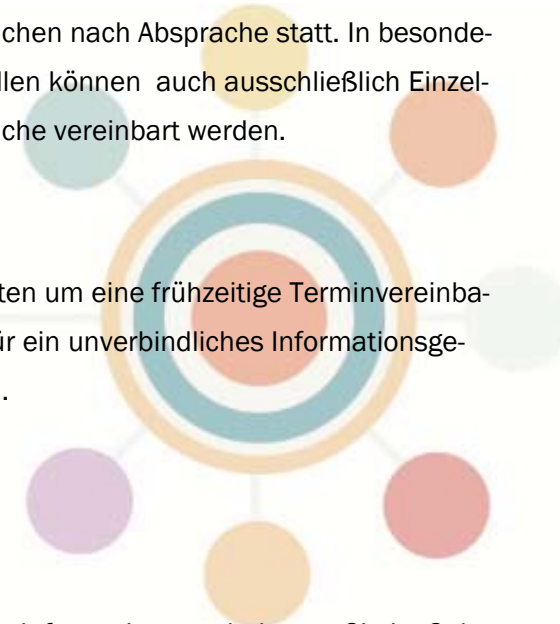 chen nach Absprache statt. In besonde-
llen können auch ausschließlich Einzel-
che vereinbart werden.
ten um eine frühzeitige Terminvereinba-
ür ein unverbindliches Informationsge-
.